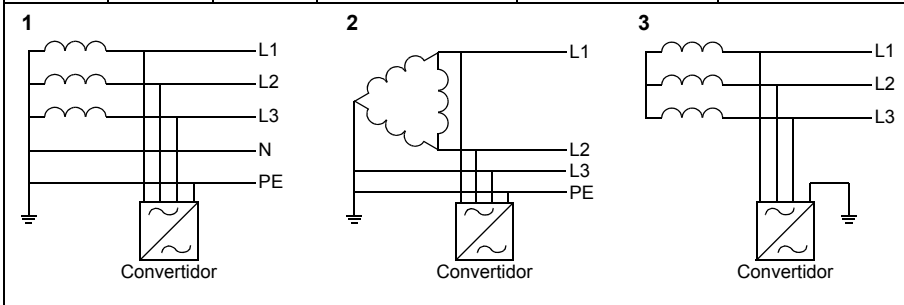 1
L1
L2
L3
N
PE
Convertidor
2
L1
L2
L3
PE
Convertidor
3
L1
L2
L3
Convertidor